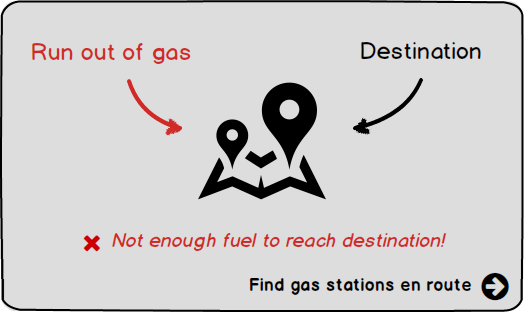 Run out of gas
Destination
Not enough fuel to reach destination!
Find gas stations en route